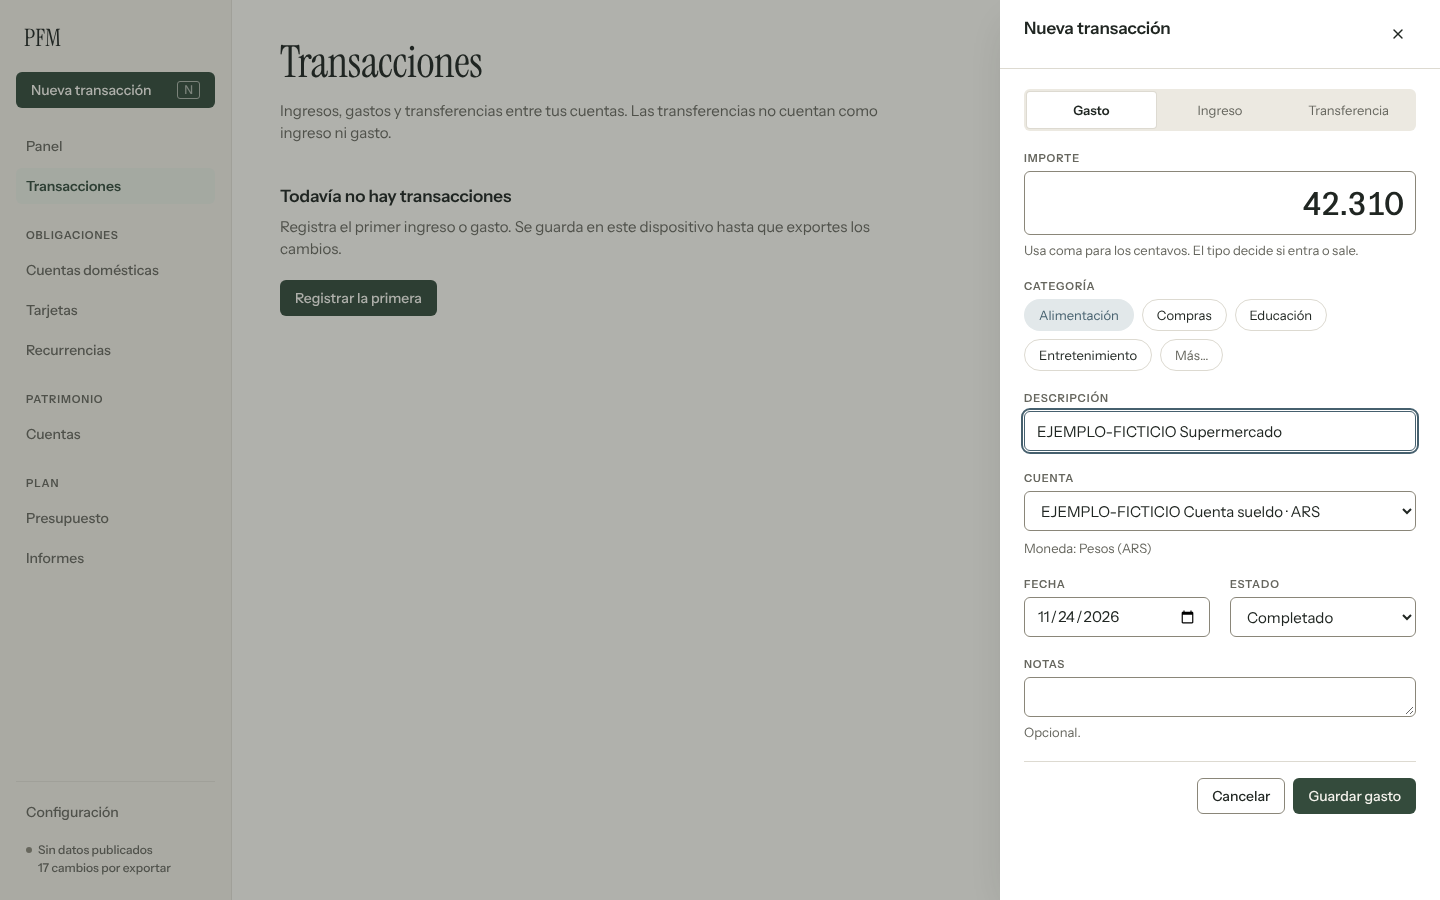 PFM
Nueva transacción N
Panel
Transacciones
OBLIGACIONES
Cuentas domésticas
Tarjetas
Recurrencias
PATRIMONIO
Cuentas
PLAN
Presupuesto
Informes
Configuración
Sin datos publicados
17 cambios por exportar
Transacciones
Ingresos, gastos y transferencias entre tus cuentas. Las transferencias no cuentan como
ingreso ni gasto.
Todavía no hay transacciones
Registra el primer ingreso o gasto. Se guarda en este dispositivo hasta que exportes los
cambios.
Registrar la primera
Nueva transacción
Gasto Ingreso Transferencia
IMPORTE
42.310
Usa coma para los centavos. El tipo decide si entra o sale.
CATEGORÍA
Alimentación Compras Educación
Entretenimiento Más...
DESCRIPCIÓN
EJEMPLO-FICTICIO Supermercado
CUENTA
EJEMPLO-FICTICIO Cuenta sueldo · ARS
Moneda: Pesos (ARS)
FECHA ESTADO
11/24/2026 Completado
NOTAS
Opcional.
Cancelar Guardar gasto